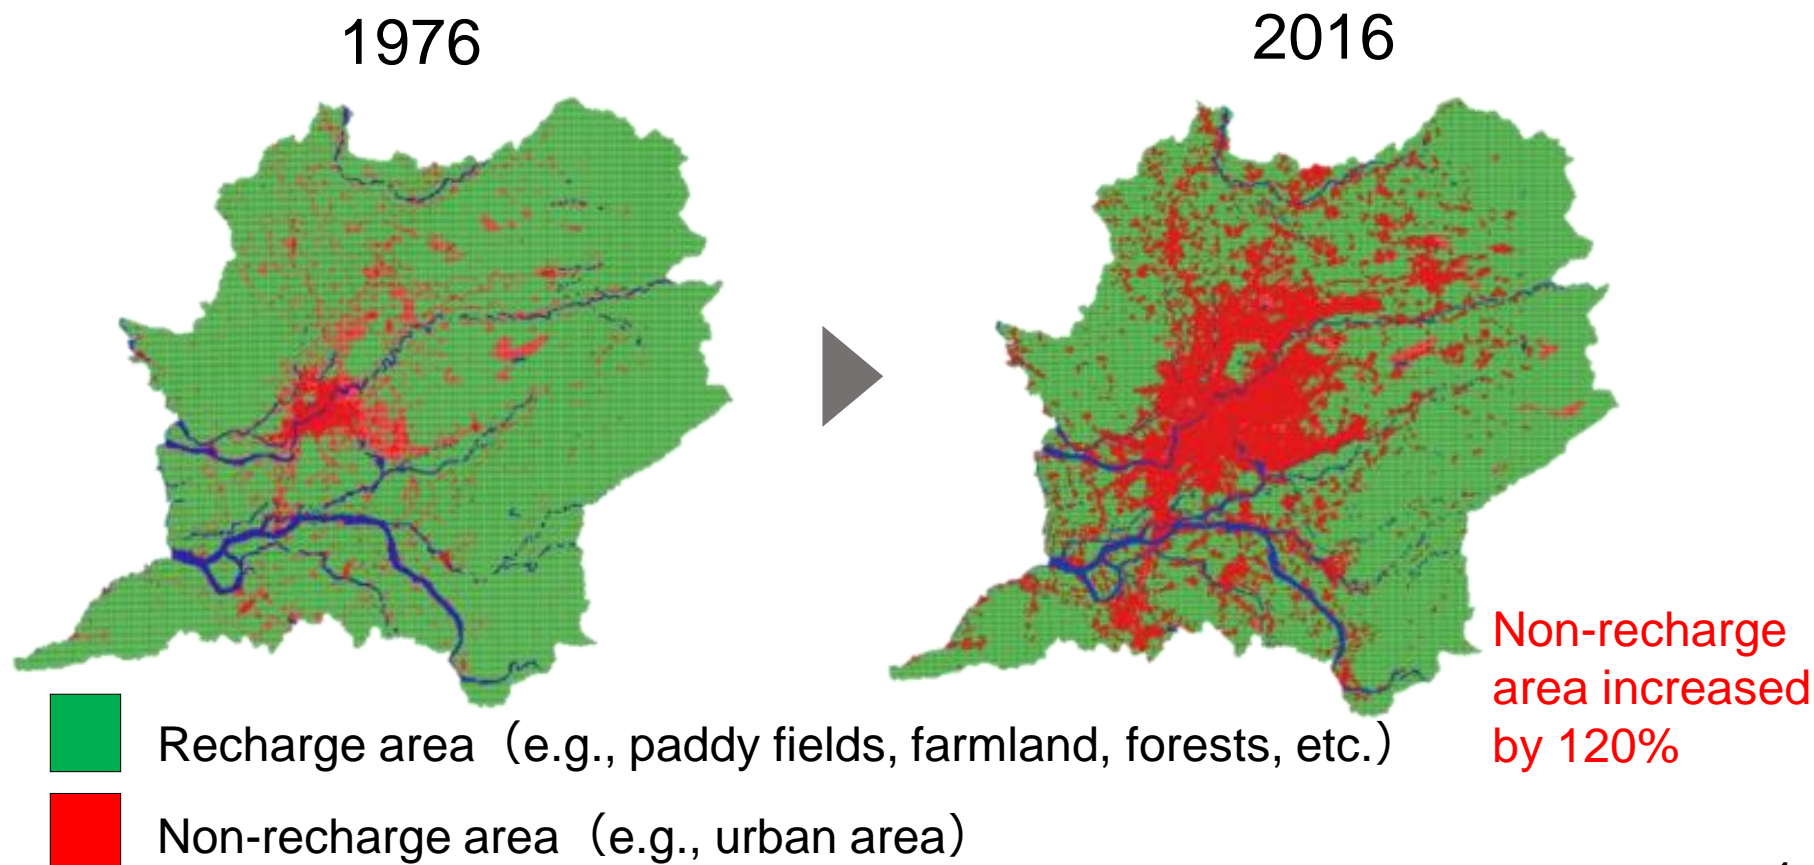 1976
2016
Non-recharge
area increased
by 120%
Recharge area（e.g., paddy fields, farmland, forests, etc.）
Non-recharge area（e.g., urban area）